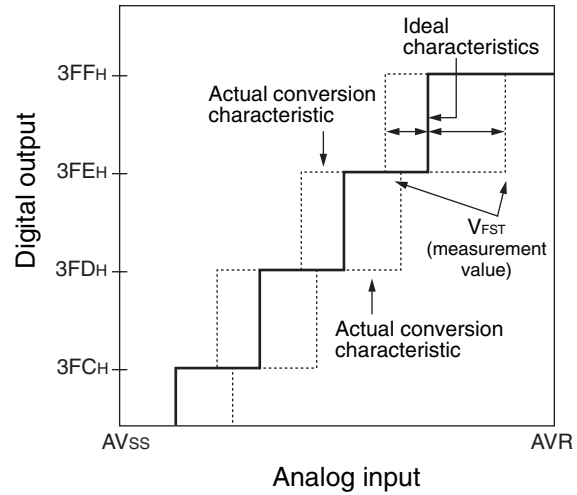 Ideal
characteristics
3FFH
Actual conversion
characteristic
3FEH
VFST
(measurement
value)
Digital output
3FDH
Actual conversion
characteristic
3FCH
AVSS
AVR
Analog input